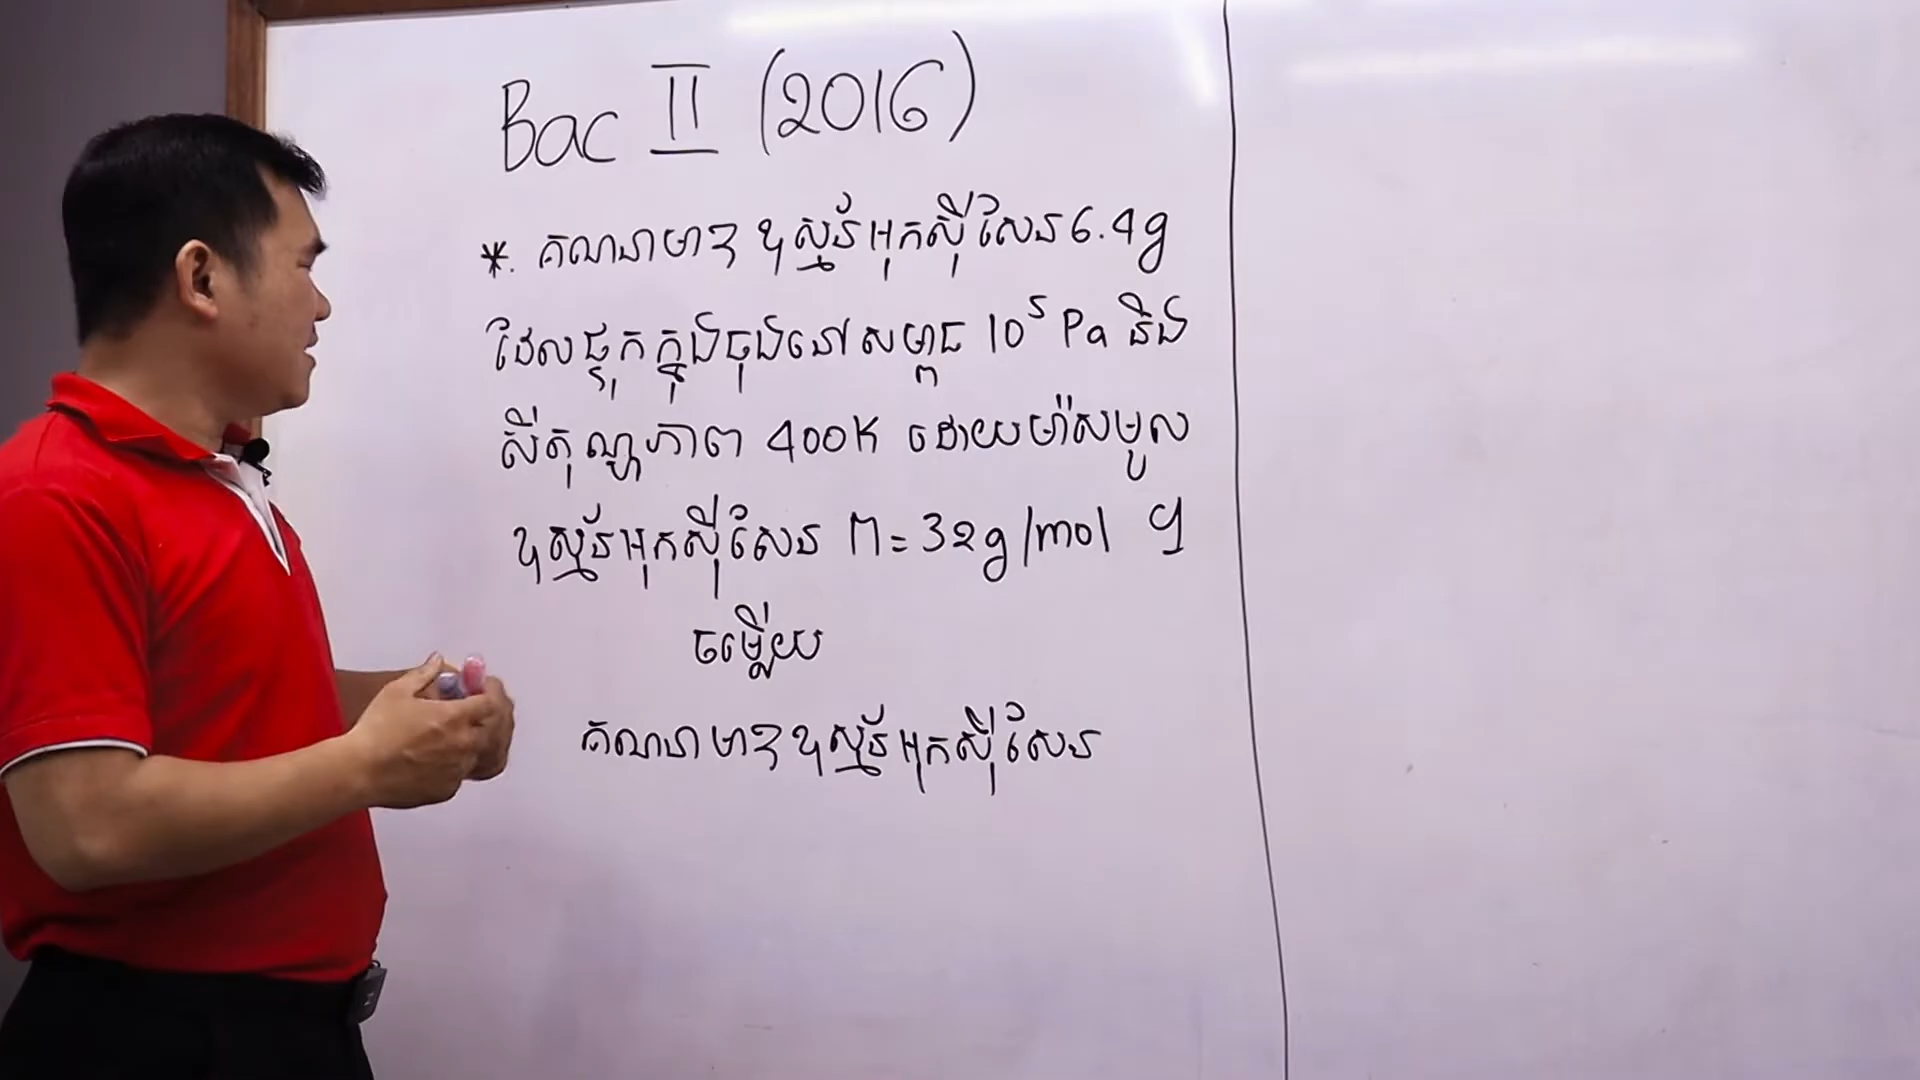 Bac II (2016)
*. គណនាមាឌ ឧស្ម័នអុកស៊ីសែន 6.4g
ដែលផ្ទុកក្នុងធុងនៅសម្ពាធ 10⁵ Pa និង
សីតុណ្ហភាព 400K ដោយម៉ាសមូល
ឧស្ម័នអុកស៊ីសែន M = 32g/mol ។
ចម្លើយ
គណនាមាឌឧស្ម័នអុកស៊ីសែន